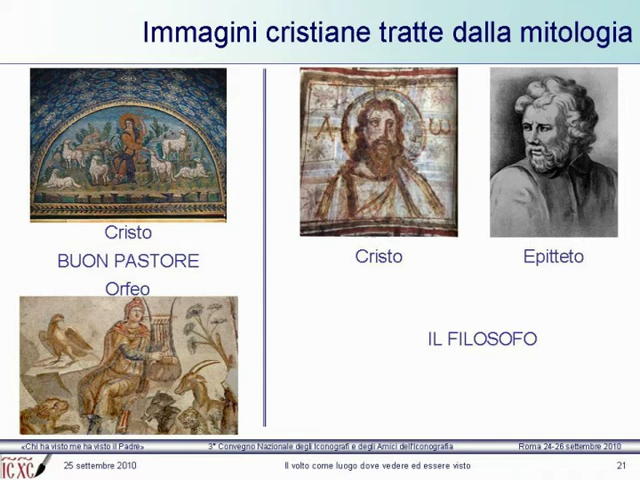 Immagini cristiane tratte dalla mitologia
Cristo
BUON PASTORE
Orfeo
Α ω
Cristo
Epitteto
IL FILOSOFO
«Chi ha visto me ha visto il Padre»
3° Convegno Nazionale degli Iconografi e degli Amici dell'Iconografia
Roma 24-26 settembre 2010
IC XC
25 settembre 2010
Il volto come luogo dove vedere ed essere visto
21